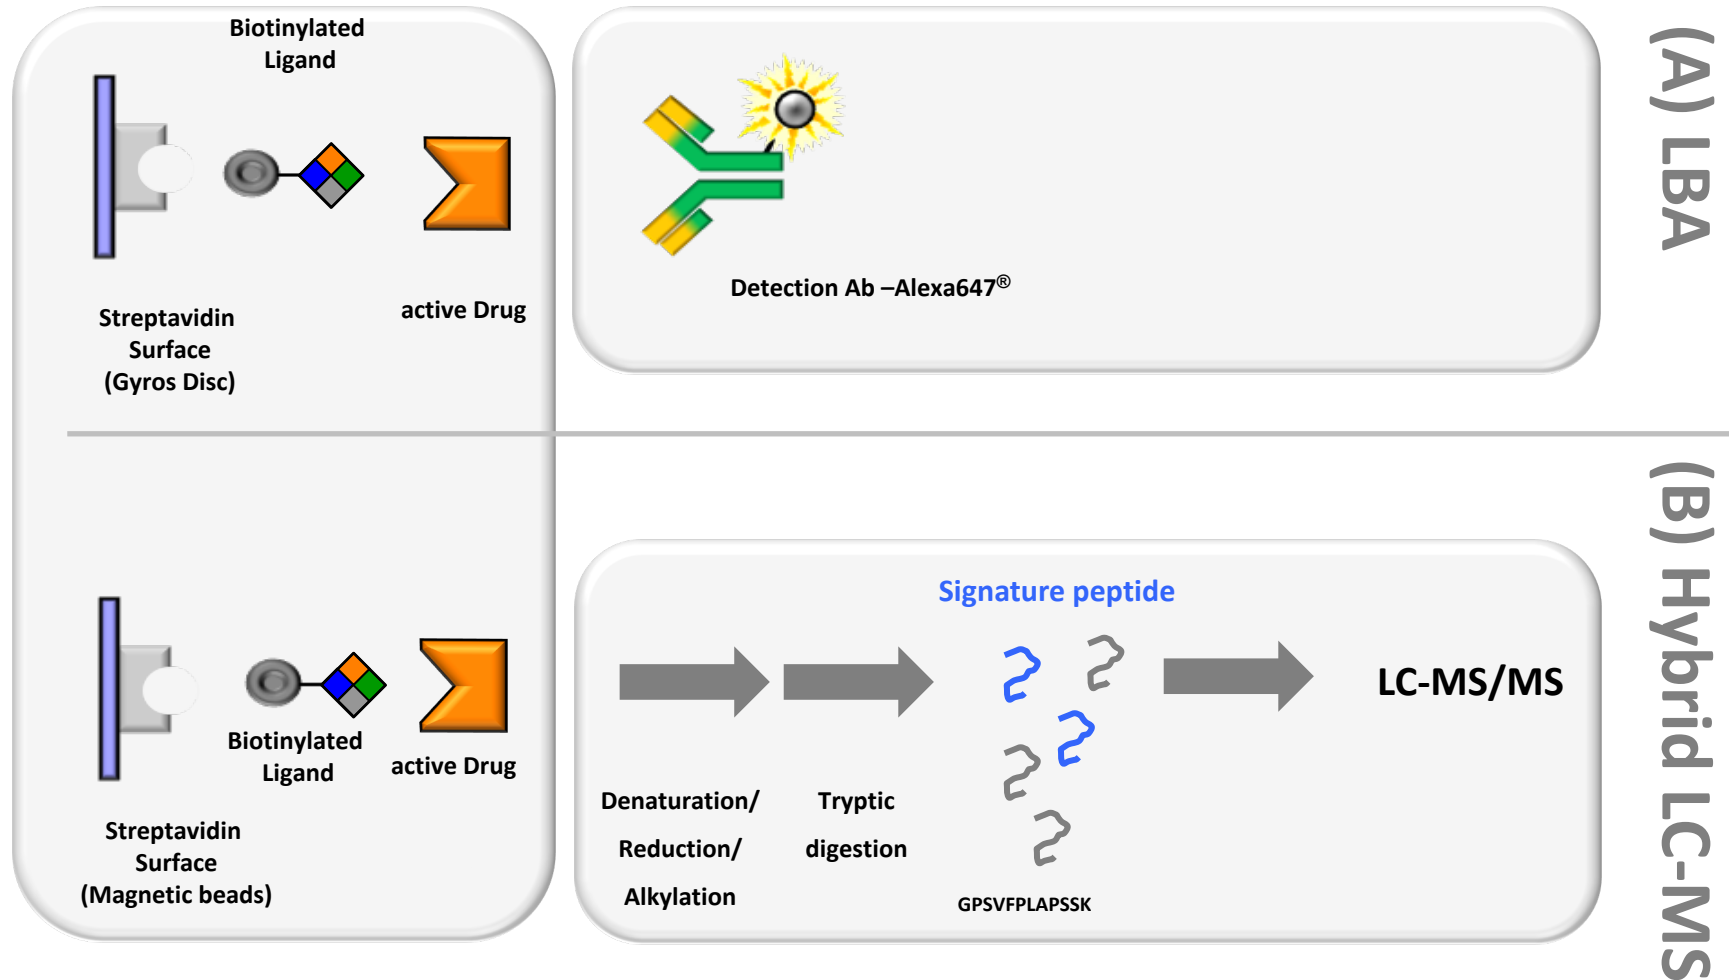 (A) LBA
Biotinylated
Ligand
active Drug
Streptavidin
Surface
(Gyros Disc)
Detection Ab –Alexa647®
(B) Hybrid LC-MS
Biotinylated
Ligand
active Drug
Streptavidin
Surface
(Magnetic beads)
Signature peptide
Denaturation/
Reduction/
Alkylation
Tryptic
digestion
GPSVFPLAPSSK
LC-MS/MS